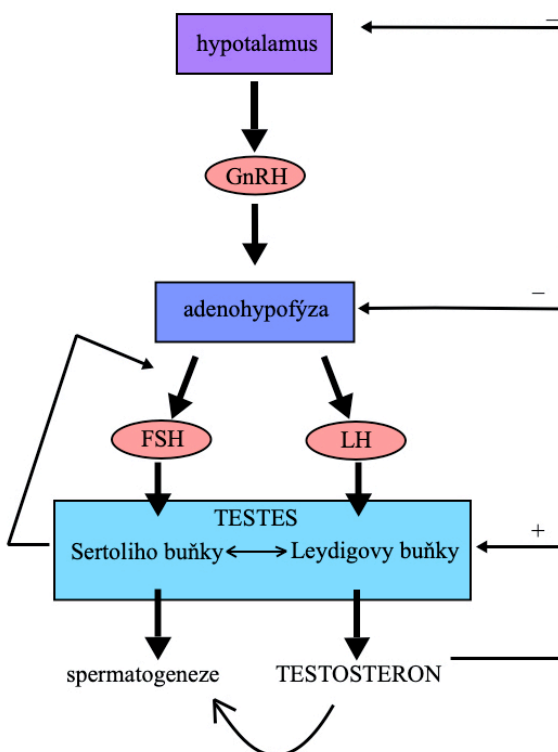 hypotalamus
–
GnRH
adenohypofýza
–
FSH
LH
TESTES
+
Sertoliho buňky
Leydigovy buňky
spermatogeneze
TESTOSTERON